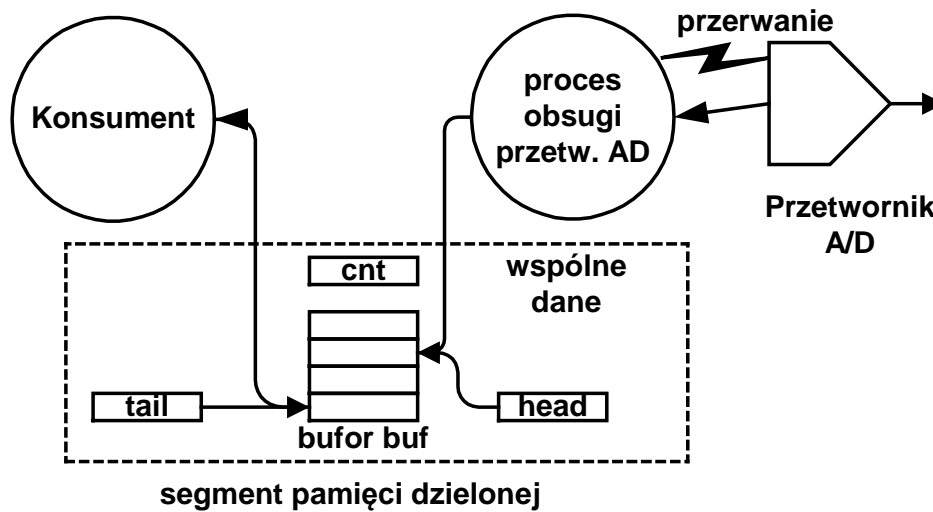 przerwanie
Konsument
proces
obsugi
przetw. AD
Przetwornik
A/D
cnt
wspólne
dane
tail
head
bufor buf
segment pamięci dzielonej